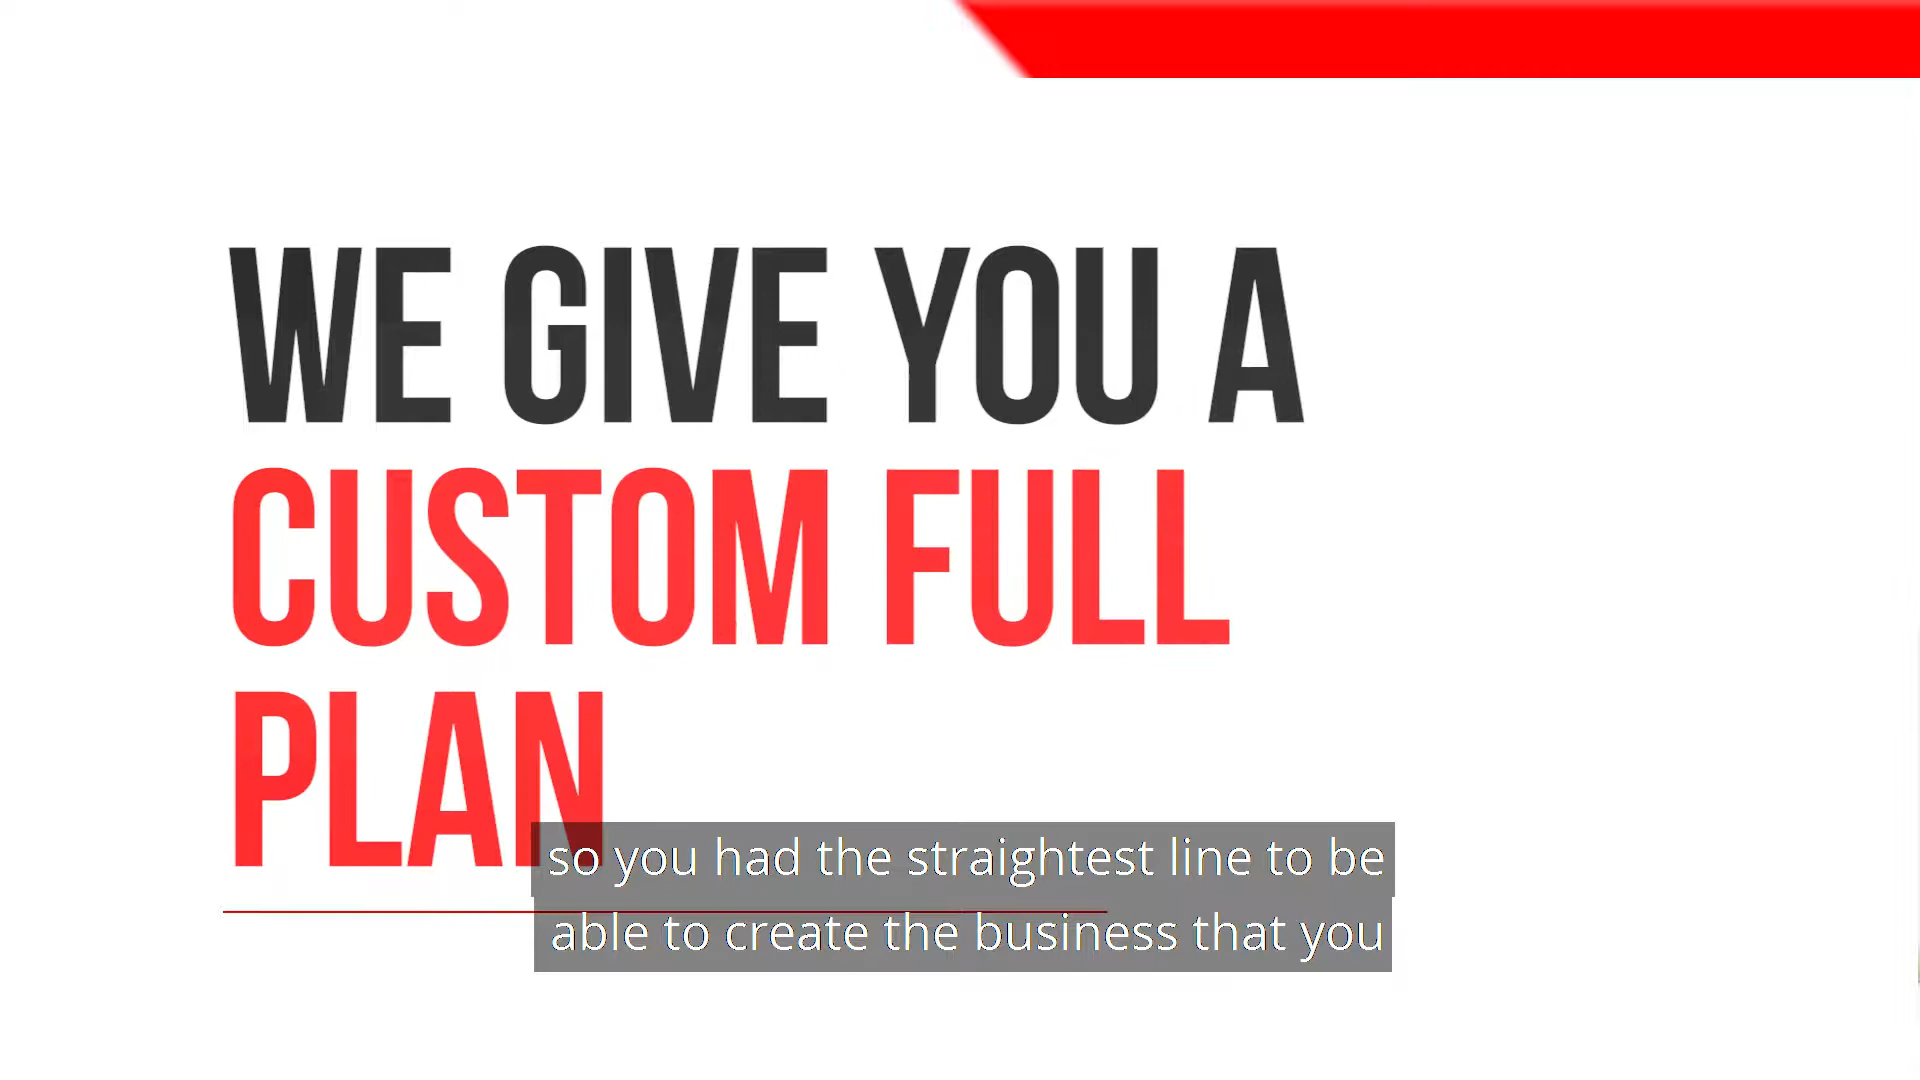 WE GIVE YOU A
CUSTOM FULL
PLAN
so you had the straightest line to be
able to create the business that you